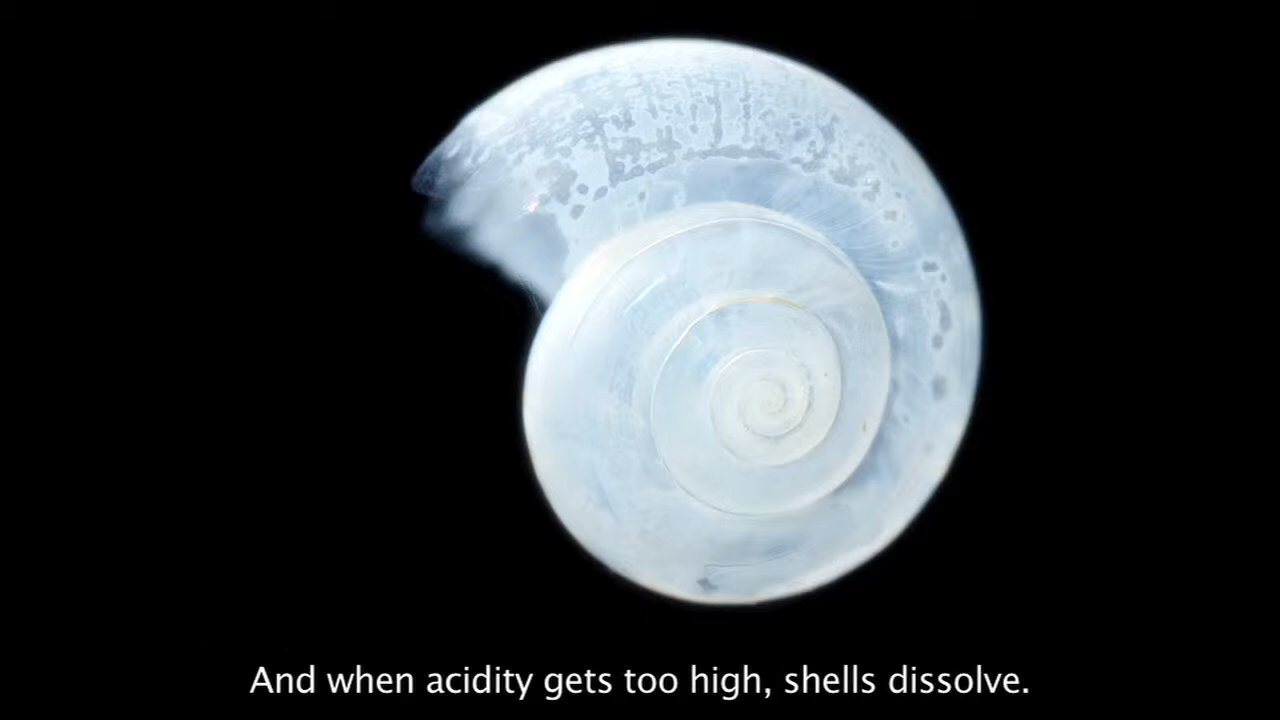 And when acidity gets too high, shells dissolve.